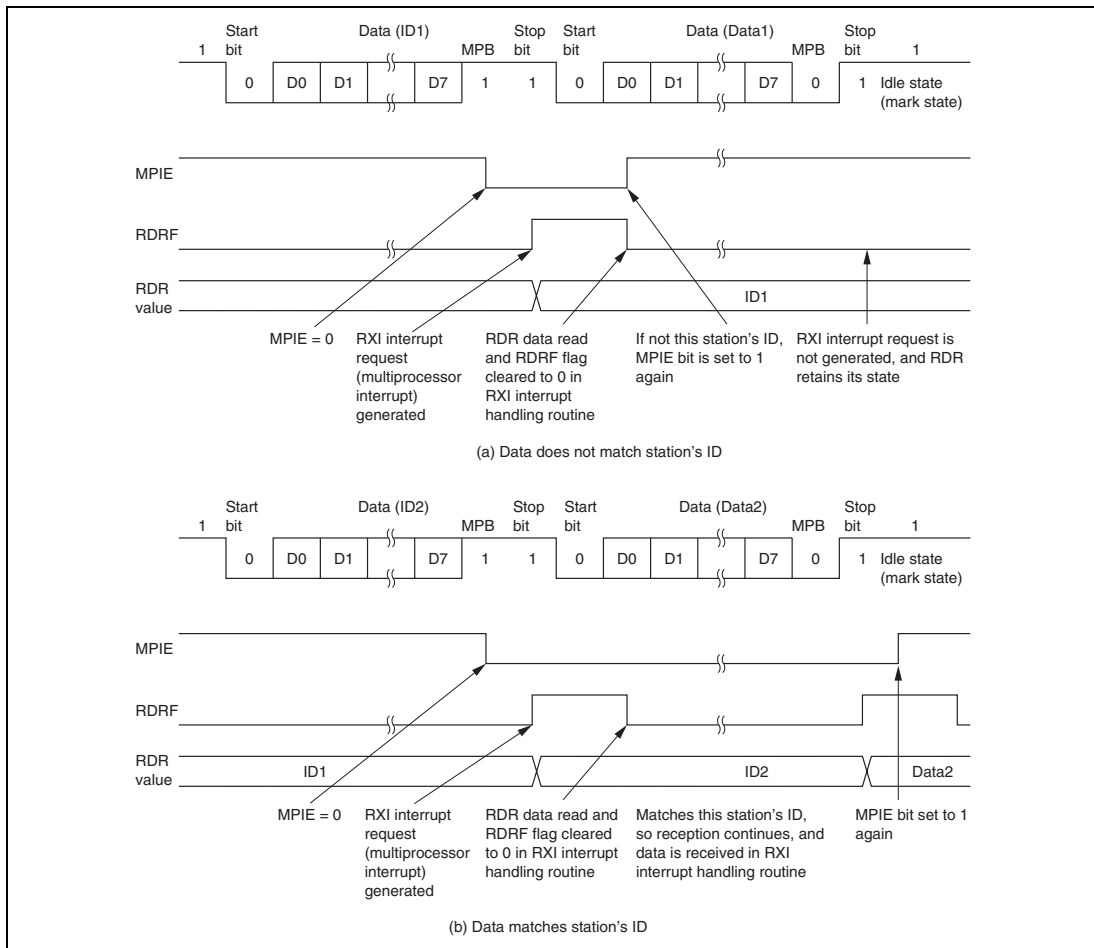 Start bit Data (ID1) MPB Stop bit Start bit Data (Data1) MPB Stop bit
1 1
0 D0 D1 D7 1 1 0 D0 D1 D7 0 1 Idle state (mark state)
MPIE
RDRF
RDR value
ID1
MPIE = 0
RXI interrupt
request
(multiprocessor
interrupt)
generated
RDR data read
and RDRF flag
cleared to 0 in
RXI interrupt
handling routine
If not this station's ID,
MPIE bit is set to 1
again
RXI interrupt request is
not generated, and RDR
retains its state
(a) Data does not match station's ID
Start bit Data (ID2) MPB Stop bit Start bit Data (Data2) MPB Stop bit
1 1
0 D0 D1 D7 1 1 0 D0 D1 D7 0 1 Idle state (mark state)
MPIE
RDRF
RDR value
ID1 ID2 Data2
MPIE = 0
RXI interrupt
request
(multiprocessor
interrupt)
generated
RDR data read and
RDRF flag cleared
to 0 in RXI interrupt
handling routine
Matches this station's ID,
so reception continues, and
data is received in RXI
interrupt handling routine
MPIE bit set to 1
again
(b) Data matches station's ID